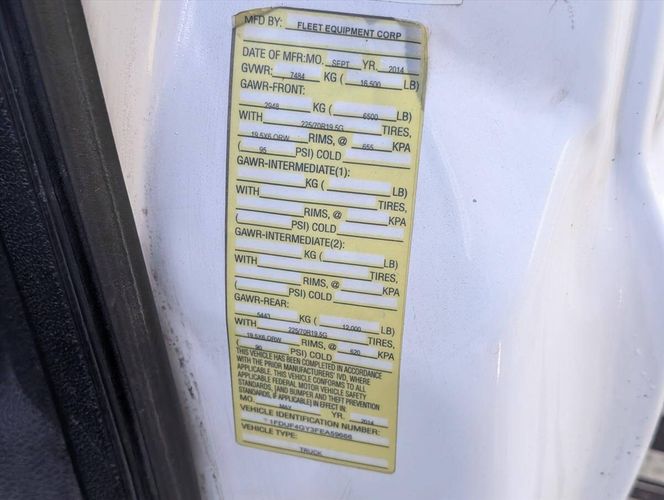 MFD BY: FLEET EQUIPMENT CORP
DATE OF MFR: MO. SEPT YR. 2014
GVWR: 7484 KG ( 16,500 LB)
GAWR-FRONT:
2948 KG ( 6500 LB)
WITH 225/70R19.5G TIRES,
19.5X6.0RW RIMS, @ 655 KPA
( 95 PSI) COLD
GAWR-INTERMEDIATE(1):
KG ( LB)
WITH TIRES,
RIMS, @ KPA
( PSI) COLD
GAWR-INTERMEDIATE(2):
KG ( LB)
WITH TIRES,
RIMS, @ KPA
( PSI) COLD
GAWR-REAR:
5443 KG ( 12,000 LB)
WITH 225/70R19.5G TIRES,
19.5X6.0RW RIMS, @ 620 KPA
( 90 PSI) COLD
THIS VEHICLE HAS BEEN COMPLETED IN ACCORDANCE
WITH THE PRIOR MANUFACTURERS' IVD, WHERE
APPLICABLE. THIS VEHICLE CONFORMS TO ALL
APPLICABLE FEDERAL MOTOR VEHICLE SAFETY
STANDARDS, [AND BUMPER AND THEFT PREVENTION
STANDARDS, IF APPLICABLE] IN EFFECT IN
MO. MAY YR. 2014
VEHICLE IDENTIFICATION NUMBER:
1FDUF4GY3FEA59666
VEHICLE TYPE:
TRUCK